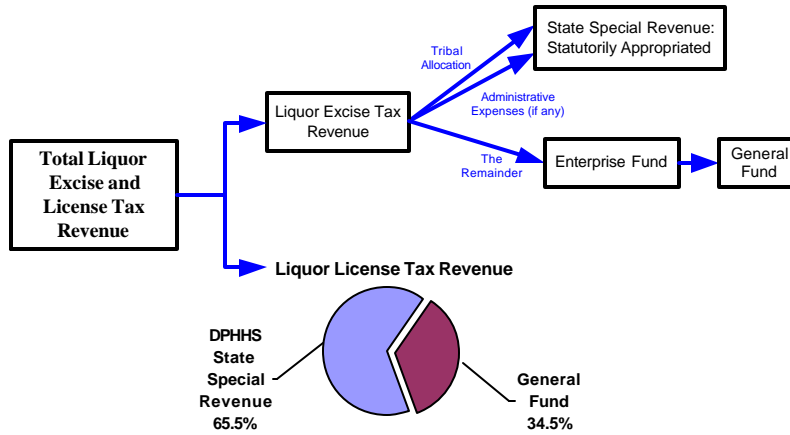 State Special Revenue:
Statutorily Appropriated
Tribal
Allocation
Liquor Excise Tax
Revenue
Administrative
Expenses (if any)
The
Remainder
Enterprise Fund
General
Fund
Total Liquor
Excise and
License Tax
Revenue
Liquor License Tax Revenue
DPHHS
State
Special
Revenue
65.5%
General
Fund
34.5%